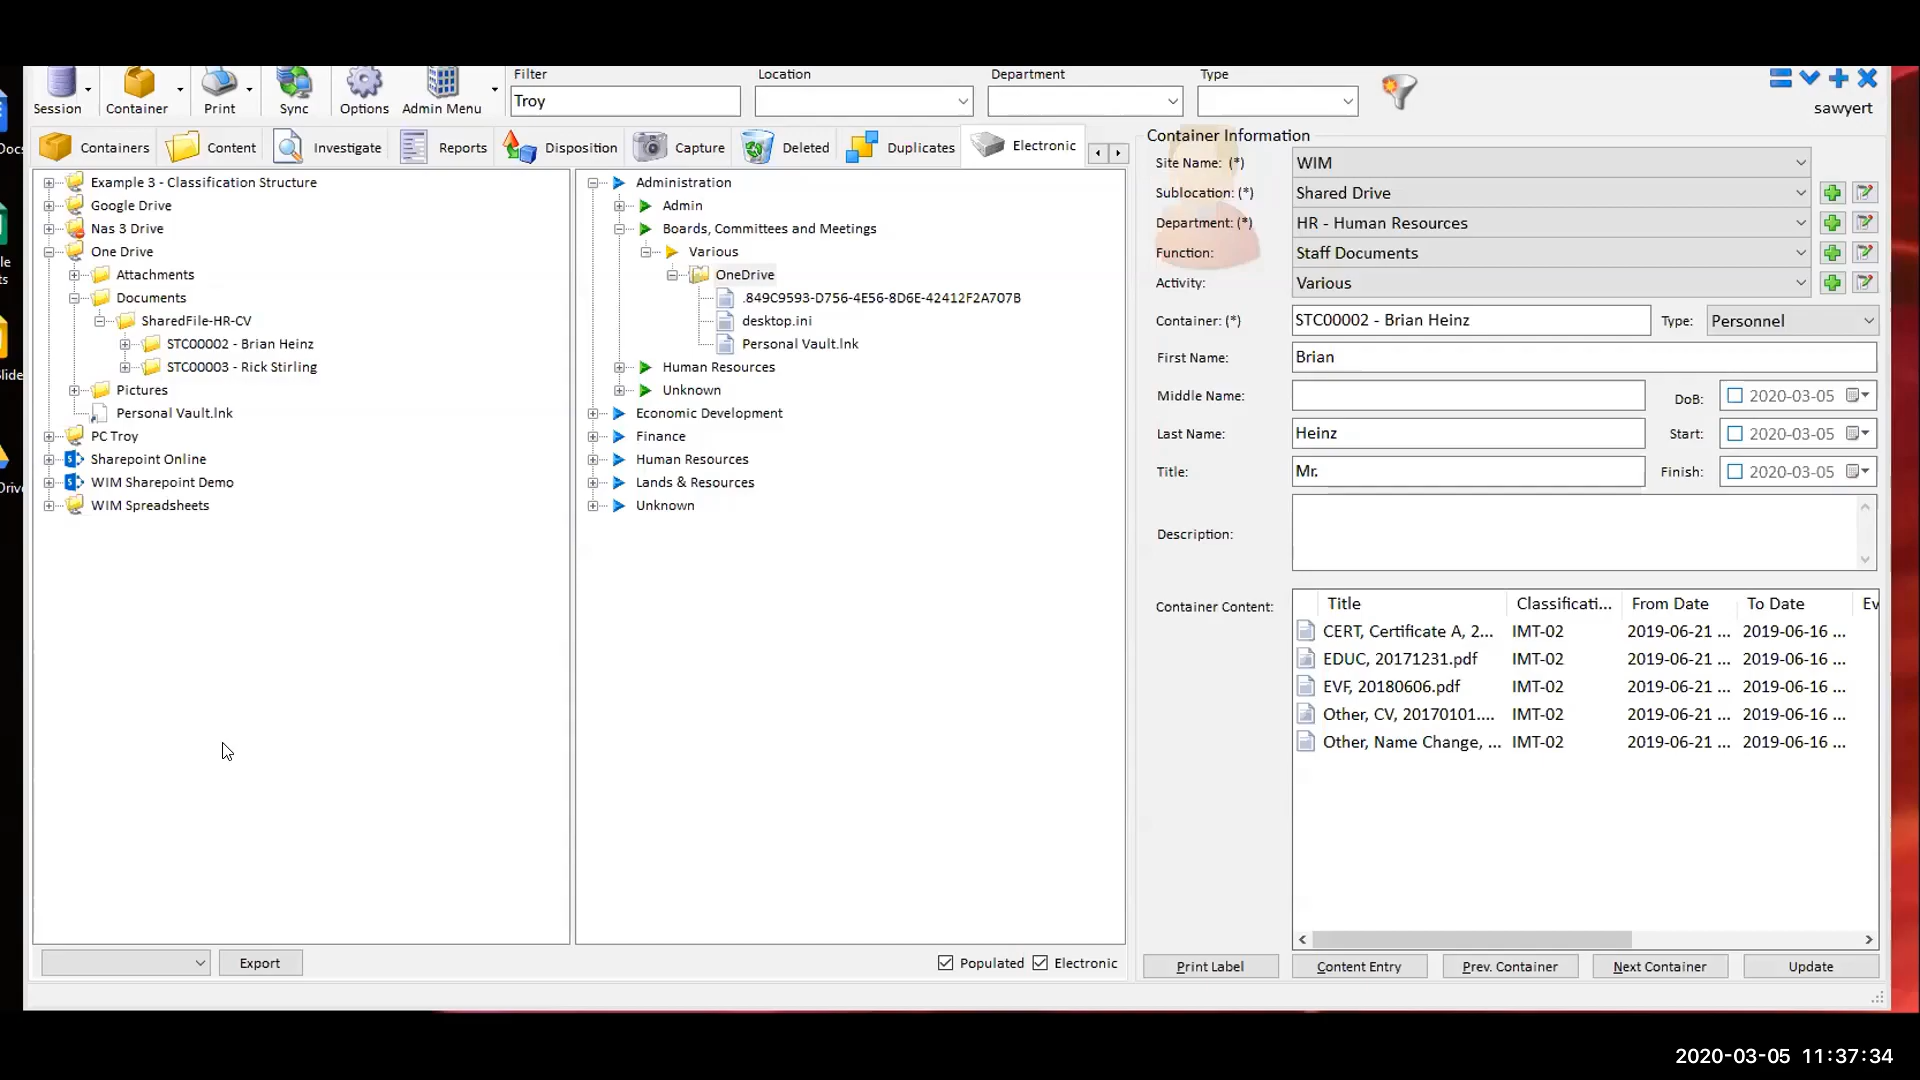 Session
Container
Print
Sync
Options
Admin Menu
Filter
Troy
Location
Department
Type
sawyert
Containers
Content
Investigate
Reports
Disposition
Capture
Deleted
Duplicates
Electronic
Docs
Slide
Drive
Example 3 - Classification Structure
Google Drive
Nas 3 Drive
One Drive
Attachments
Documents
SharedFile-HR-CV
STC00002 - Brian Heinz
STC00003 - Rick Stirling
Pictures
Personal Vault.lnk
PC Troy
Sharepoint Online
WIM Sharepoint Demo
WIM Spreadsheets
Export
Administration
Admin
Boards, Committees and Meetings
Various
OneDrive
.849C9593-D756-4E56-8D6E-42412F2A707B
desktop.ini
Personal Vault.lnk
Human Resources
Unknown
Economic Development
Finance
Human Resources
Lands & Resources
Unknown
Populated
Electronic
Container Information
Site Name: (*) WIM
Sublocation: (*) Shared Drive
Department: (*) HR - Human Resources
Function: Staff Documents
Activity: Various
Container: (*) STC00002 - Brian Heinz Type: Personnel
First Name: Brian
Middle Name: DoB: 2020-03-05
Last Name: Heinz Start: 2020-03-05
Title: Mr. Finish: 2020-03-05
Description:
Container Content:
Title Classificati... From Date To Date Ev
CERT, Certificate A, 2... IMT-02 2019-06-21 ... 2019-06-16 ...
EDUC, 20171231.pdf IMT-02 2019-06-21 ... 2019-06-16 ...
EVF, 20180606.pdf IMT-02 2019-06-21 ... 2019-06-16 ...
Other, CV, 20170101.... IMT-02 2019-06-21 ... 2019-06-16 ...
Other, Name Change, ... IMT-02 2019-06-21 ... 2019-06-16 ...
Print Label
Content Entry
Prev. Container
Next Container
Update
2020-03-05 11:37:34